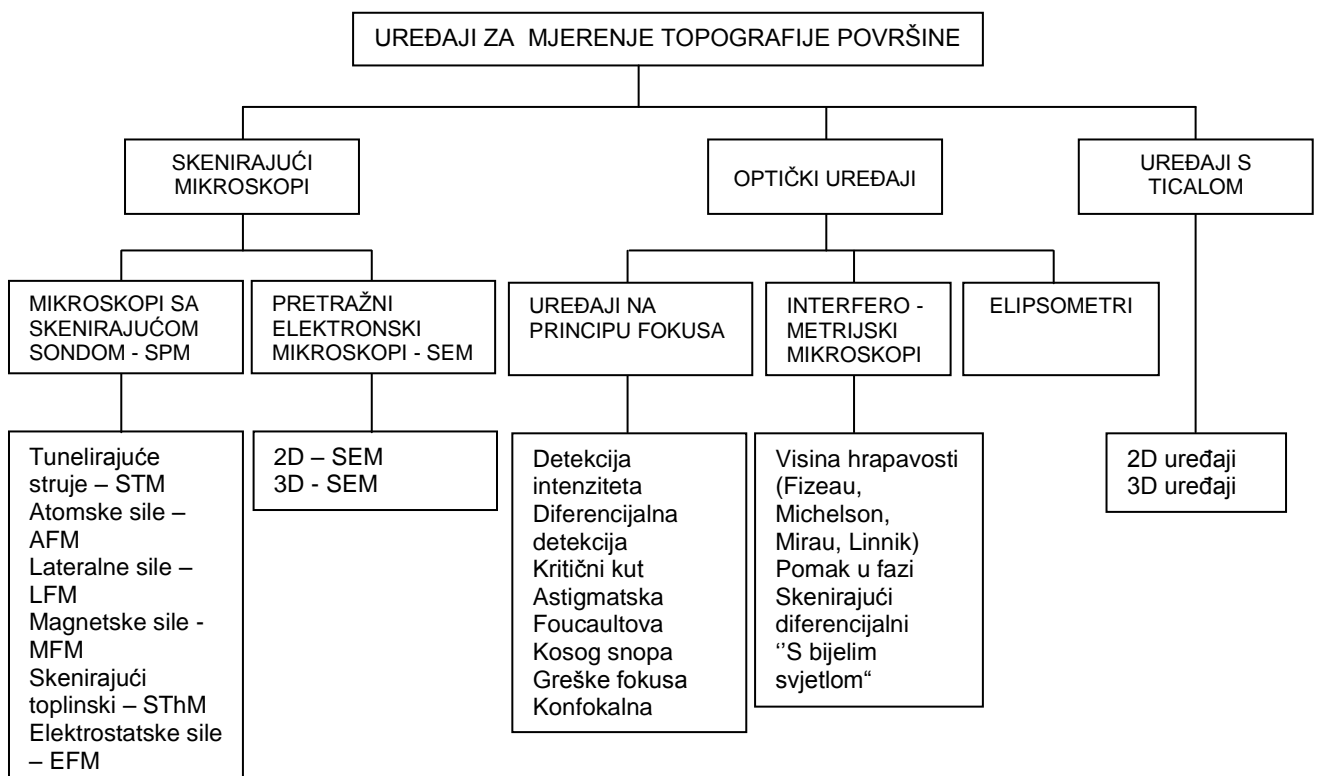 UREĐAJI ZA  MJERENJE TOPOGRAFIJE POVRŠINE
SKENIRAJUĆI
MIKROSKOPI
OPTIČKI UREĐAJI
UREĐAJI S
TICALOM
MIKROSKOPI SA
SKENIRAJUĆOM
SONDOM - SPM
PRETRAŽNI
ELEKTRONSKI
MIKROSKOPI - SEM
UREĐAJI NA
PRINCIPU FOKUSA
INTERFERO -
METRIJSKI
MIKROSKOPI
ELIPSOMETRI
Tunelirajuće
struje – STM
Atomske sile –
AFM
Lateralne sile –
LFM
Magnetske sile -
MFM
Skenirajući
toplinski – SThM
Elektrostatske sile
– EFM
2D – SEM
3D - SEM
Detekcija
intenziteta
Diferencijalna
detekcija
Kritični kut
Astigmatska
Foucaultova
Kosog snopa
Greške fokusa
Konfokalna
Visina hrapavosti
(Fizeau,
Michelson,
Mirau, Linnik)
Pomak u fazi
Skenirajući
diferencijalni
‘’S bijelim
svjetlom“
2D uređaji
3D uređaji